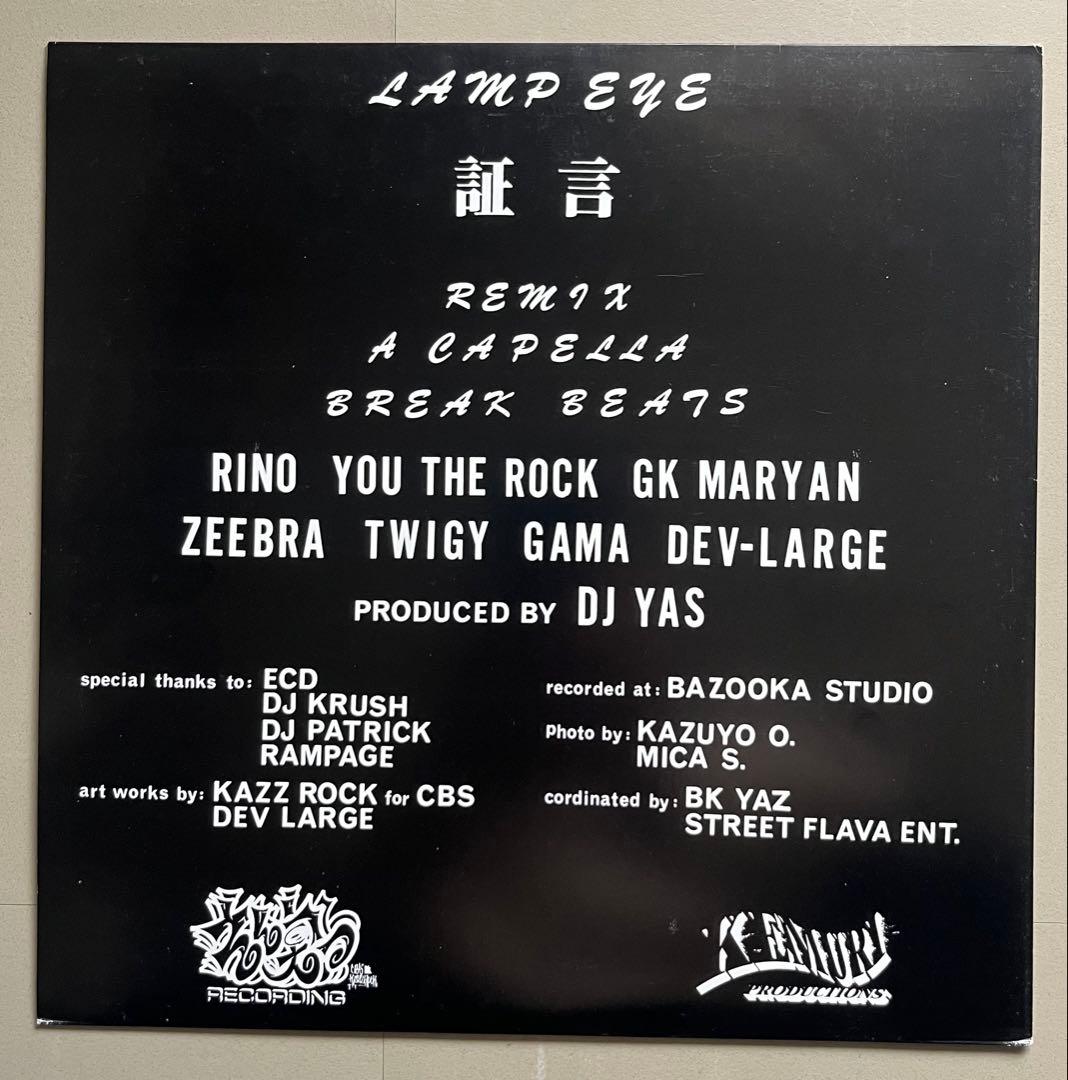 LAMP EYE
証言
REMIX
A CAPELLA
BREAK BEATS
RINO YOU THE ROCK GK MARYAN
ZEEBRA TWIGY GAMA DEV-LARGE
PRODUCED BY DJ YAS
special thanks to: ECD
DJ KRUSH
DJ PATRICK
RAMPAGE
art works by: KAZZ ROCK for CBS
DEV LARGE
recorded at: BAZOOKA STUDIO
Photo by: KAZUYO O.
MICA S.
cordinated by: BK YAZ
STREET FLAVA ENT.
RECORDING
PRODUCTIONS